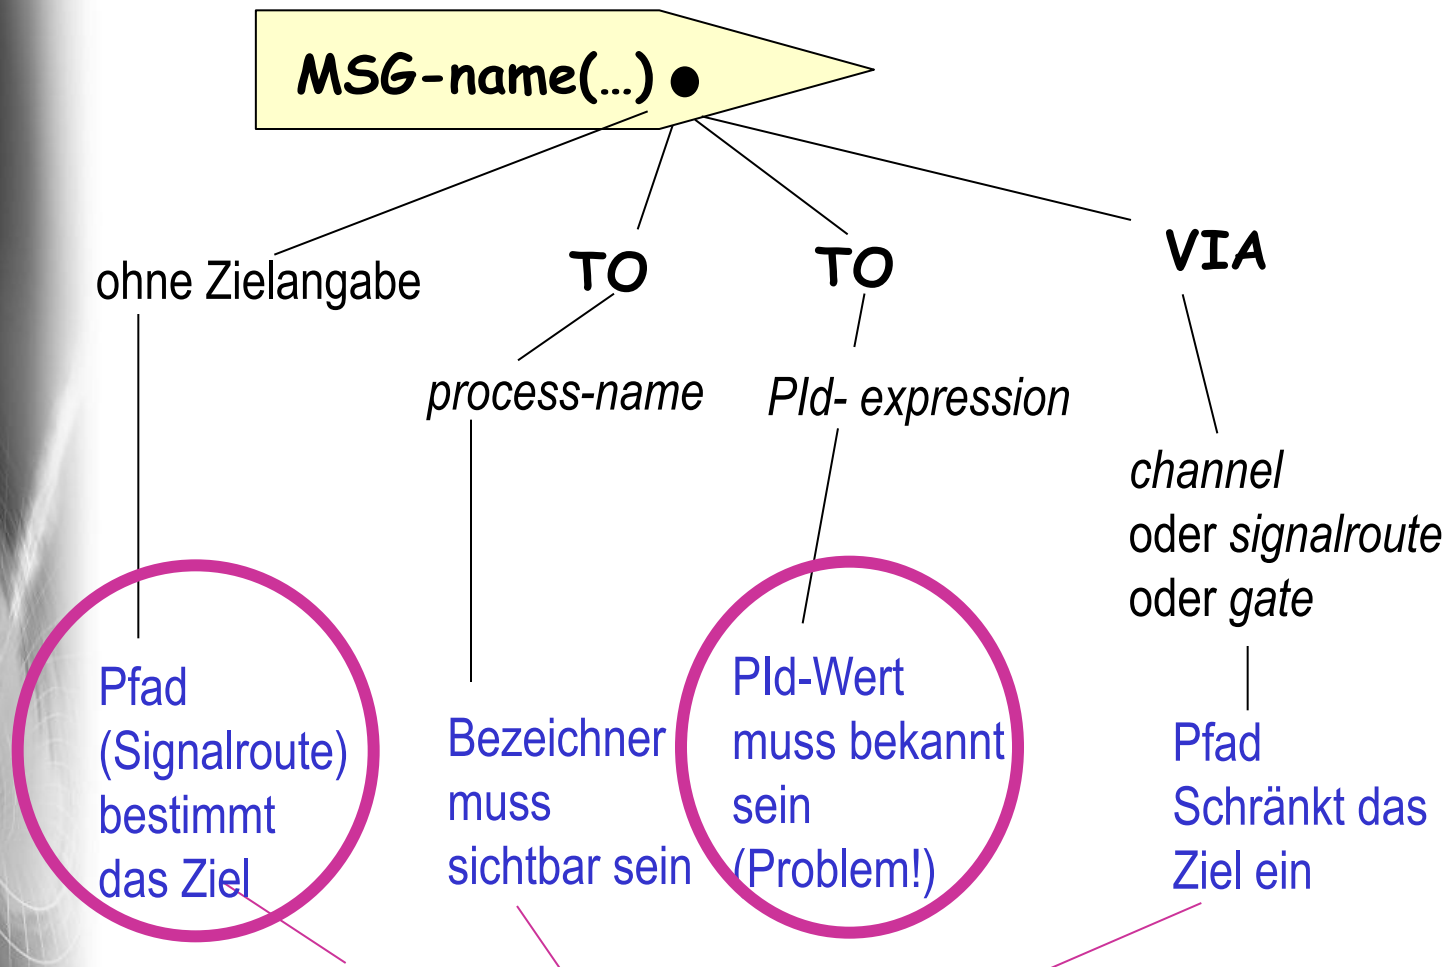 MSG-name(...) ●
ohne Zielangabe
TO
process-name
TO
PId- expression
VIA
channel
oder signalroute
oder gate
Pfad
(Signalroute)
bestimmt
das Ziel
Bezeichner
muss
sichtbar sein
PId-Wert
muss bekannt
sein
(Problem!)
Pfad
Schränkt das
Ziel ein